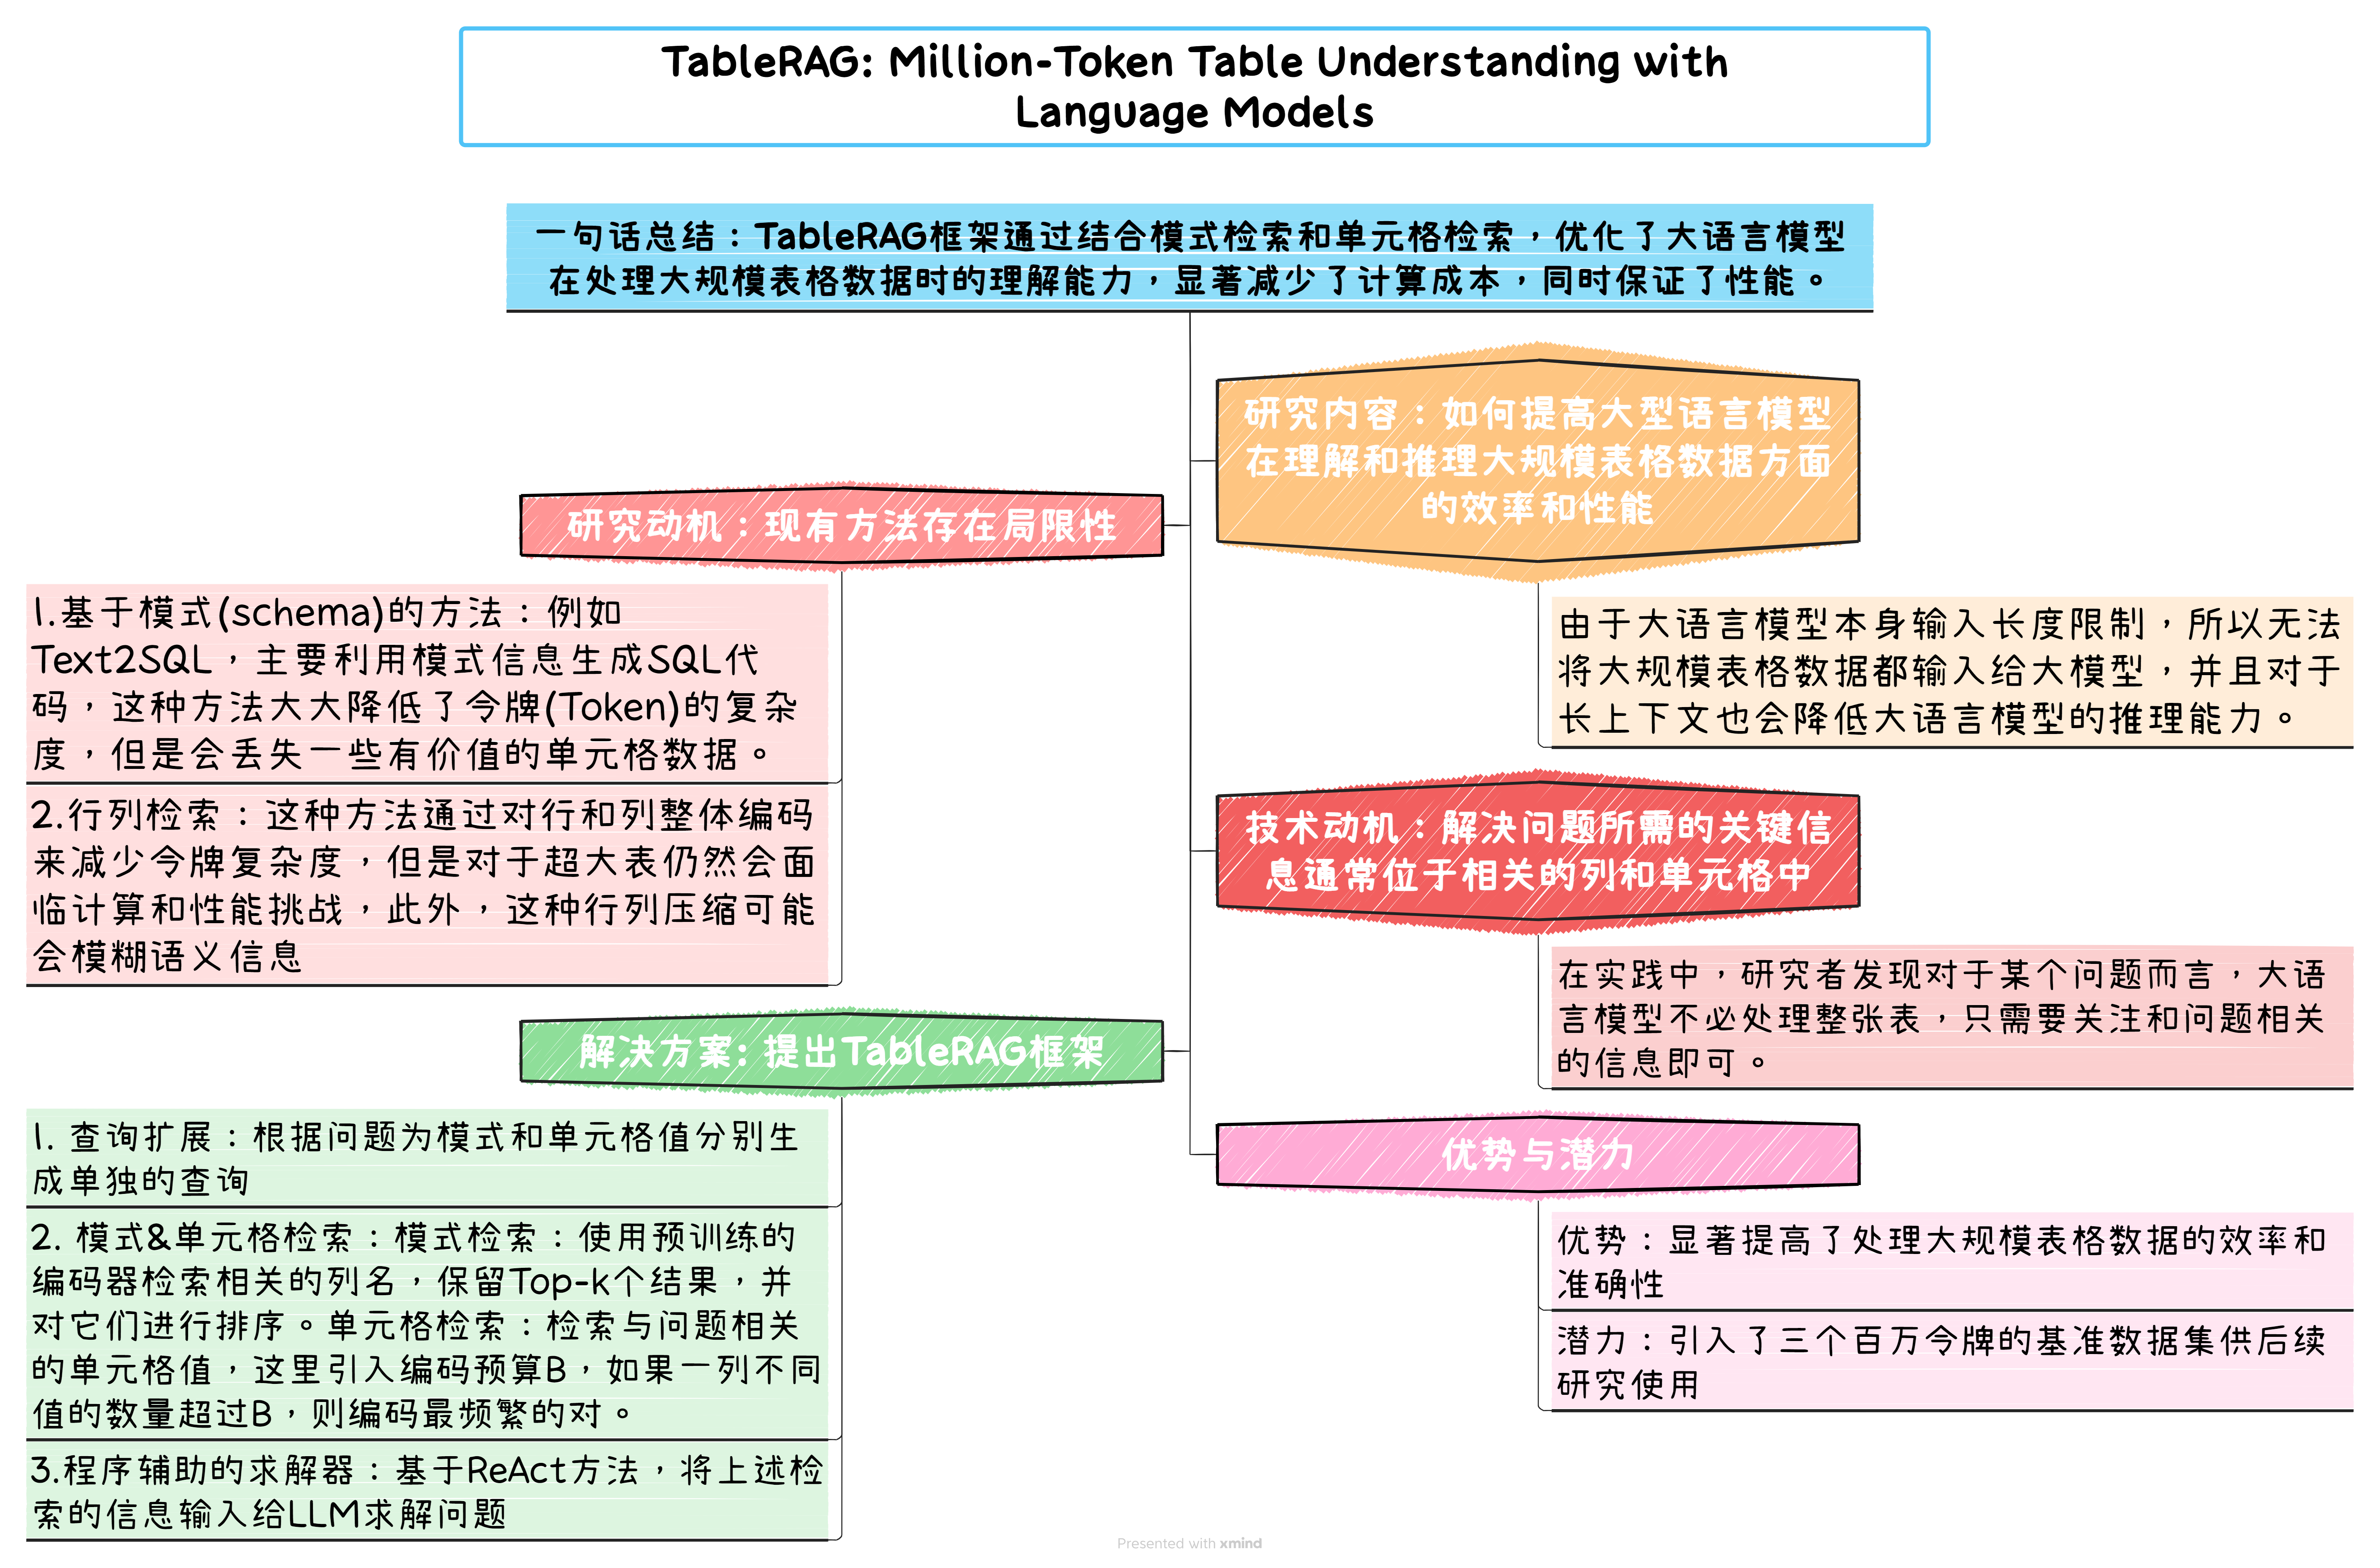 TableRAG: Million-Token Table Understanding with
Language Models
一句话总结：TableRAG框架通过结合模式检索和单元格检索，优化了大语言模型
在处理大规模表格数据时的理解能力，显著减少了计算成本，同时保证了性能。
研究内容：如何提高大型语言模型
在理解和推理大规模表格数据方面
的效率和性能
由于大语言模型本身输入长度限制，所以无法
将大规模表格数据都输入给大模型，并且对于
长上下文也会降低大语言模型的推理能力。
研究动机：现有方法存在局限性
1.基于模式(schema)的方法：例如
Text2SQL，主要利用模式信息生成SQL代
码，这种方法大大降低了令牌(Token)的复杂
度，但是会丢失一些有价值的单元格数据。
2.行列检索：这种方法通过对行和列整体编码
来减少令牌复杂度，但是对于超大表仍然会面
临计算和性能挑战，此外，这种行列压缩可能
会模糊语义信息
技术动机：解决问题所需的关键信
息通常位于相关的列和单元格中
在实践中，研究者发现对于某个问题而言，大语
言模型不必处理整张表，只需要关注和问题相关
的信息即可。
解决方案: 提出TableRAG框架
1. 查询扩展：根据问题为模式和单元格值分别生
成单独的查询
2. 模式&单元格检索：模式检索：使用预训练的
编码器检索相关的列名，保留Top-k个结果，并
对它们进行排序。单元格检索：检索与问题相关
的单元格值，这里引入编码预算B，如果一列不同
值的数量超过B，则编码最频繁的对。
3.程序辅助的求解器：基于ReAct方法，将上述检
索的信息输入给LLM求解问题
优势与潜力
优势：显著提高了处理大规模表格数据的效率和
准确性
潜力：引入了三个百万令牌的基准数据集供后续
研究使用
Presented with xmind